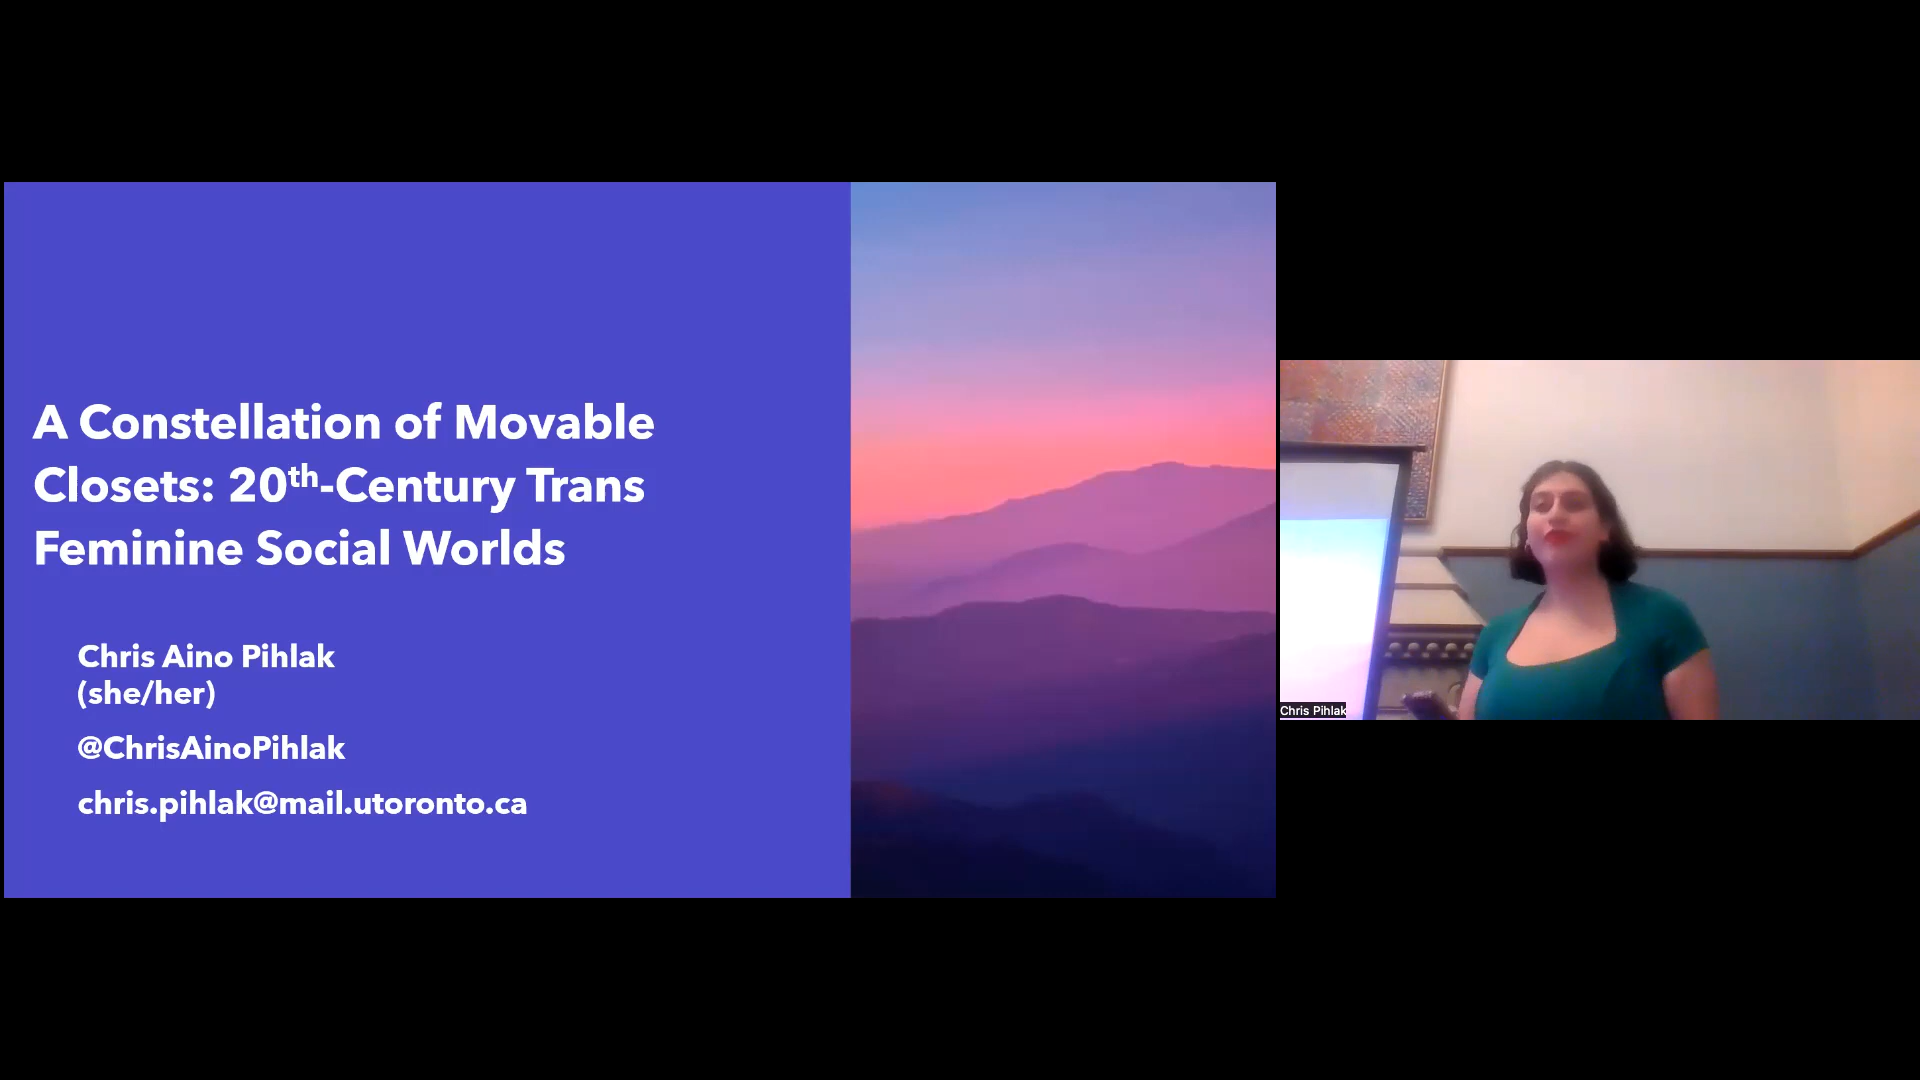 A Constellation of Movable
Closets: 20th-Century Trans
Feminine Social Worlds
Chris Aino Pihlak
(she/her)
@ChrisAinoPihlak
chris.pihlak@mail.utoronto.ca
Chris Pihlak